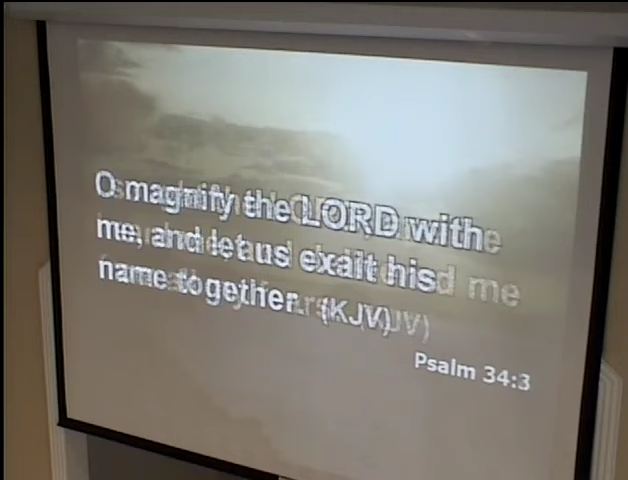 O magnify the LORD with
me, and let us exalt his
name together. (KJV)
Psalm 34:3